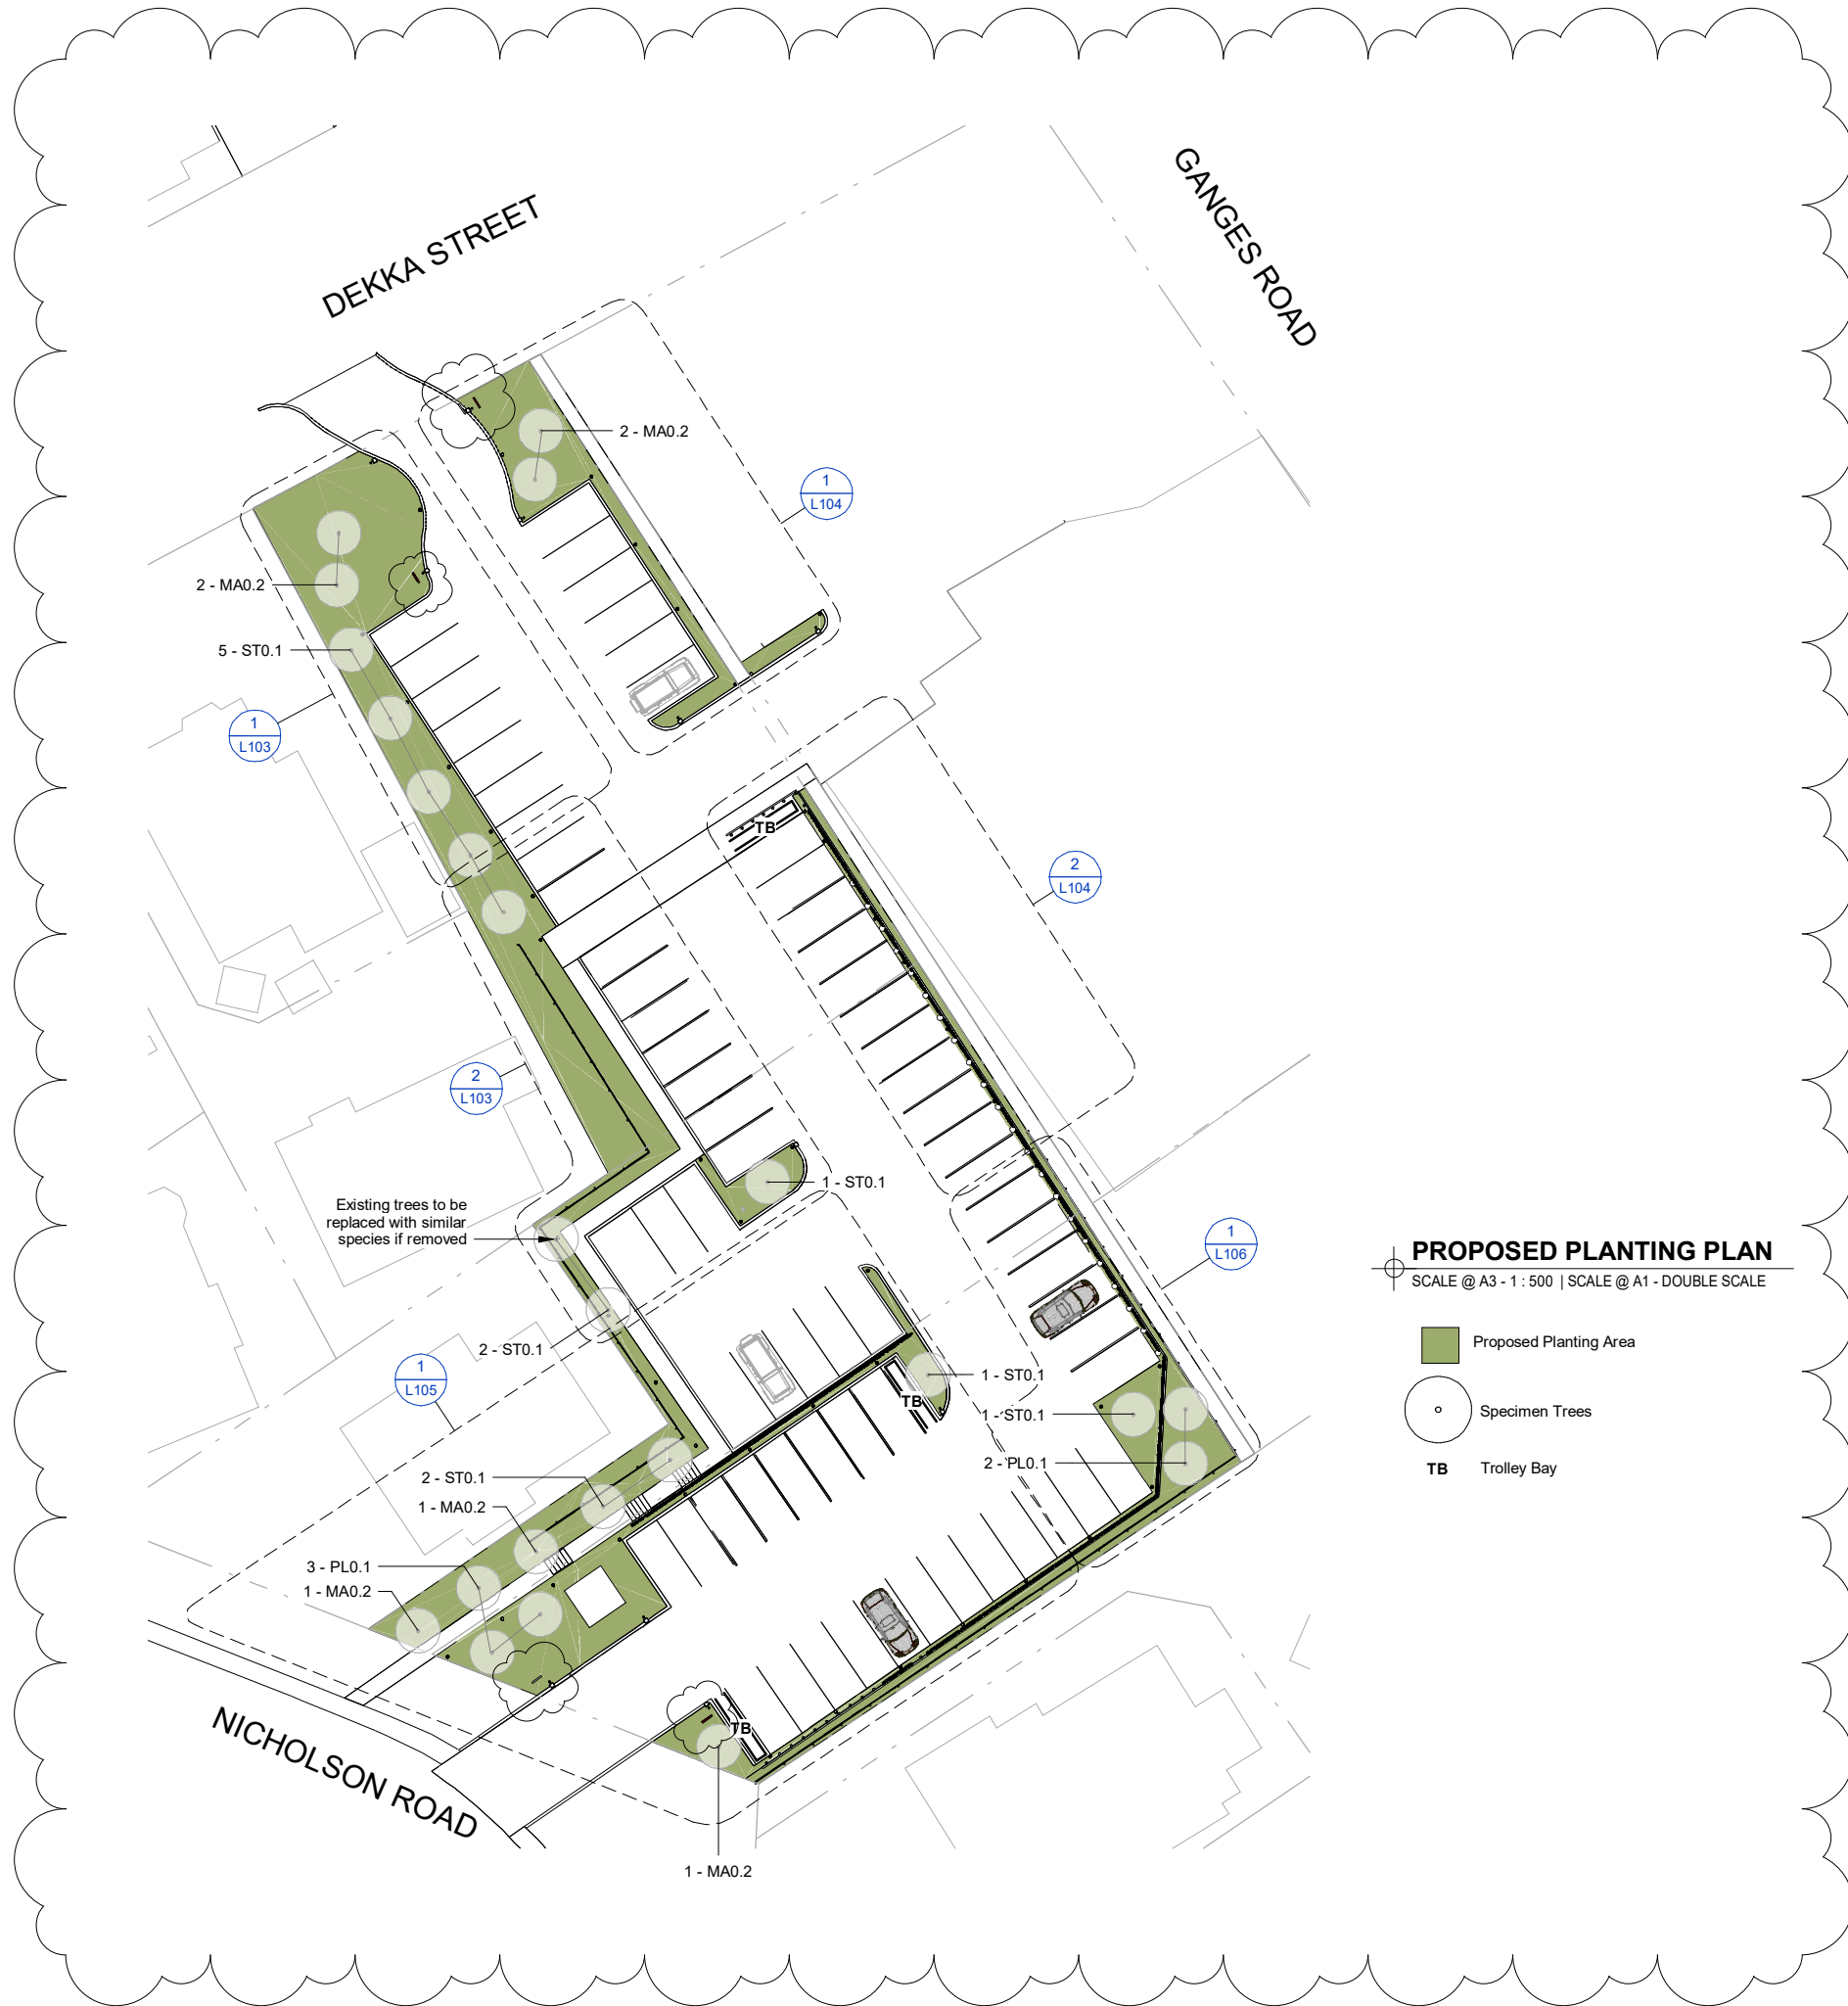 DEKKA STREET
GANGES ROAD
2 - MA0.2
1
L104
2 - MA0.2
5 - ST0.1
1
L103
TB
2
L104
2
L103
1 - ST0.1
Existing trees to be
replaced with similar
species if removed
1
L106
PROPOSED PLANTING PLAN
SCALE @ A3 - 1 : 500 | SCALE @ A1 - DOUBLE SCALE
Proposed Planting Area
Specimen Trees
TB Trolley Bay
2 - ST0.1
1
L105
1 - ST0.1
TB
1 - ST0.1
2 - PL0.1
2 - ST0.1
1 - MA0.2
3 - PL0.1
1 - MA0.2
TB
NICHOLSON ROAD
1 - MA0.2